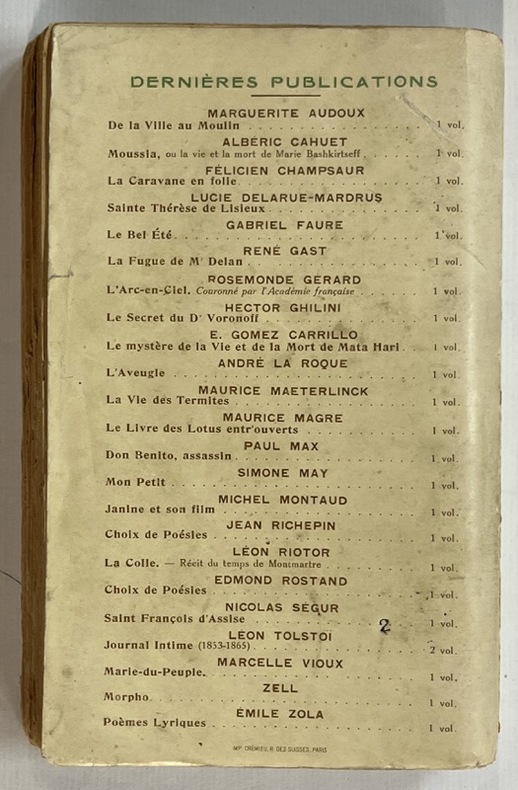 DERNIÈRES PUBLICATIONS
MARGUERITE AUDOUX
De la Ville au Moulin . . . . . . . . . . . . . . . 1 vol.
ALBÉRIC CAHUET
Moussia, ou la vie et la mort de Marie Bashkirtseff . . . . . 1 vol.
FÉLICIEN CHAMPSAUR
La Caravane en folie . . . . . . . . . . . . . . . 1 vol.
LUCIE DELARUE-MARDRUS
Sainte Thérèse de Lisieux . . . . . . . . . . . . . 1 vol.
GABRIEL FAURE
Le Bel Été . . . . . . . . . . . . . . . . . . . . 1 vol.
RENÉ GAST
La Fugue de Mr Delan . . . . . . . . . . . . . . . 1 vol.
ROSEMONDE GÉRARD
L'Arc-en-Ciel. Couronné par l'Académie française . . . . . . 1 vol.
HECTOR GHILINI
Le Secret du Dr Voronoff . . . . . . . . . . . . . 1 vol.
E. GOMEZ CARRILLO
Le mystère de la Vie et de la Mort de Mata Hari . . 1 vol.
ANDRÉ LA ROQUE
L'Aveugle . . . . . . . . . . . . . . . . . . . . 1 vol.
MAURICE MAETERLINCK
La Vie des Termites . . . . . . . . . . . . . . . 1 vol.
MAURICE MAGRE
Le Livre des Lotus entr'ouverts . . . . . . . . . . 1 vol.
PAUL MAX
Don Benito, assassin . . . . . . . . . . . . . . . 1 vol.
SIMONE MAY
Mon Petit . . . . . . . . . . . . . . . . . . . . 1 vol.
MICHEL MONTAUD
Janine et son film . . . . . . . . . . . . . . . . 1 vol.
JEAN RICHEPIN
Choix de Poésies . . . . . . . . . . . . . . . . . 1 vol.
LÉON RIOTOR
La Colle. — Récit du temps de Montmartre . . . . . . . . 1 vol.
EDMOND ROSTAND
Choix de Poésies . . . . . . . . . . . . . . . . . 1 vol.
NICOLAS SÉGUR
Saint François d'Assise . . . . . . . . . . . . . . 1 vol.
2
LÉON TOLSTOÏ
Journal Intime (1853-1865) . . . . . . . . . . . . . 2 vol.
MARCELLE VIOUX
Marie-du-Peuple . . . . . . . . . . . . . . . . . . 1 vol.
ZELL
Morpho . . . . . . . . . . . . . . . . . . . . . . 1 vol.
ÉMILE ZOLA
Poèmes Lyriques . . . . . . . . . . . . . . . . . . 1 vol.
IMP. CRÉMIEU, R. DES SUISSES, PARIS